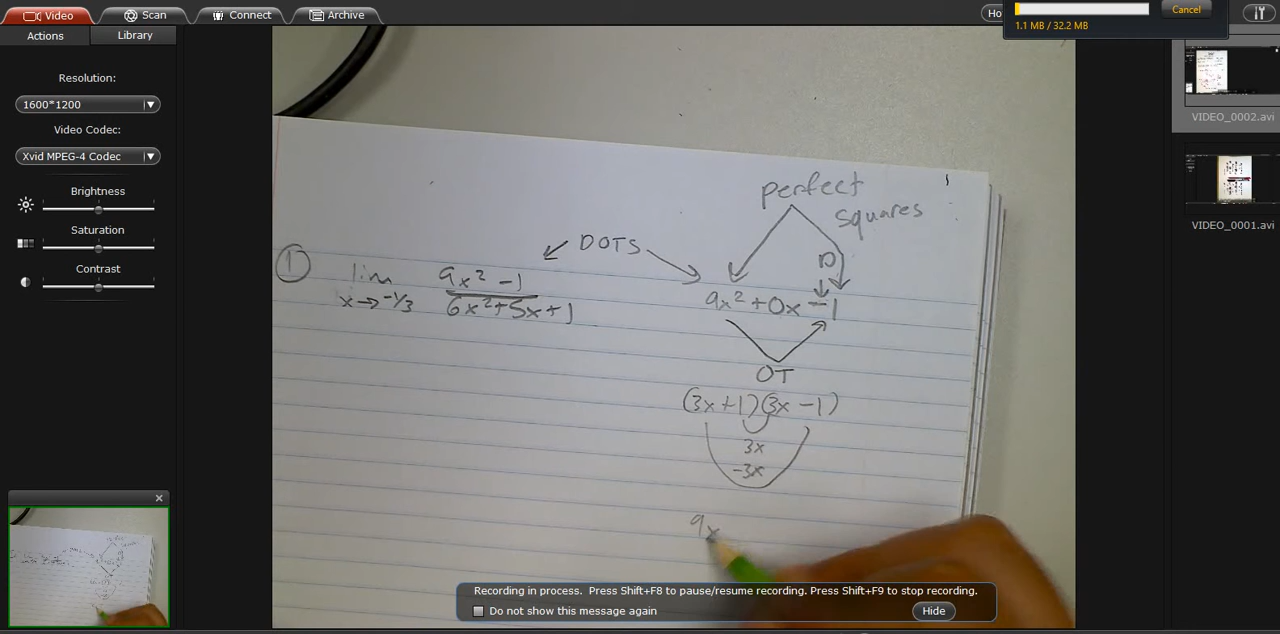 Video
Scan
Connect
Archive
Ho
Cancel
1.1 MB / 32.2 MB
Actions
Library
Resolution:
1600*1200
Video Codec:
Xvid MPEG-4 Codec
Brightness
Saturation
Contrast
VIDEO_0002.avi
VIDEO_0001.avi
perfect
squares
DOTS
D
① lim 9x² -1
x→-1/3 6x²+5x+1
9x² +0x -1
OT
(3x+1)(3x-1)
3x
-3x
9x
Recording in process. Press Shift+F8 to pause/resume recording. Press Shift+F9 to stop recording.
Do not show this message again
Hide